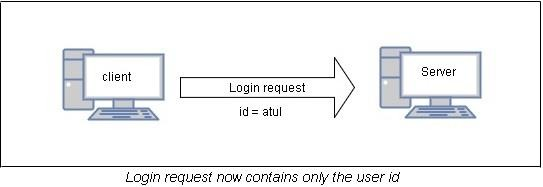 client
Login request
Server
id = atul
Login request now contains only the user id